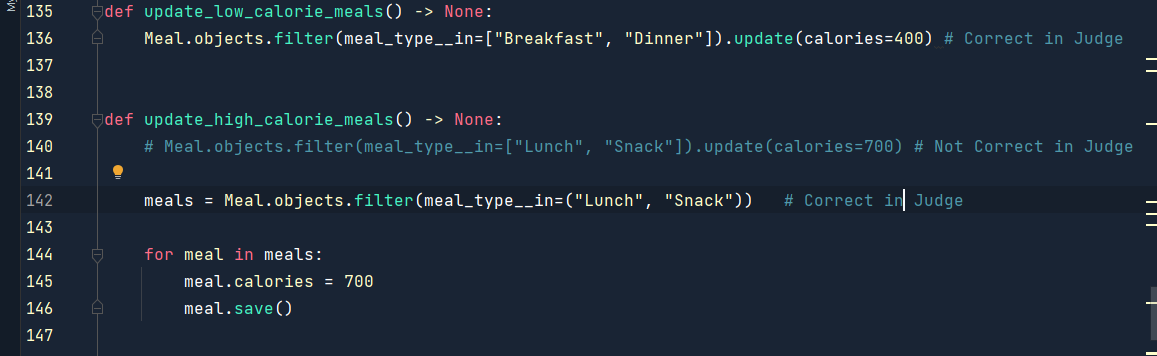 My
135 def update_low_calorie_meals() -> None:
136 Meal.objects.filter(meal_type__in=["Breakfast", "Dinner"]).update(calories=400) # Correct in Judge
137
138
139 def update_high_calorie_meals() -> None:
140 # Meal.objects.filter(meal_type__in=["Lunch", "Snack"]).update(calories=700) # Not Correct in Judge
141
142 meals = Meal.objects.filter(meal_type__in=("Lunch", "Snack")) # Correct in Judge
143
144 for meal in meals:
145 meal.calories = 700
146 meal.save()
147